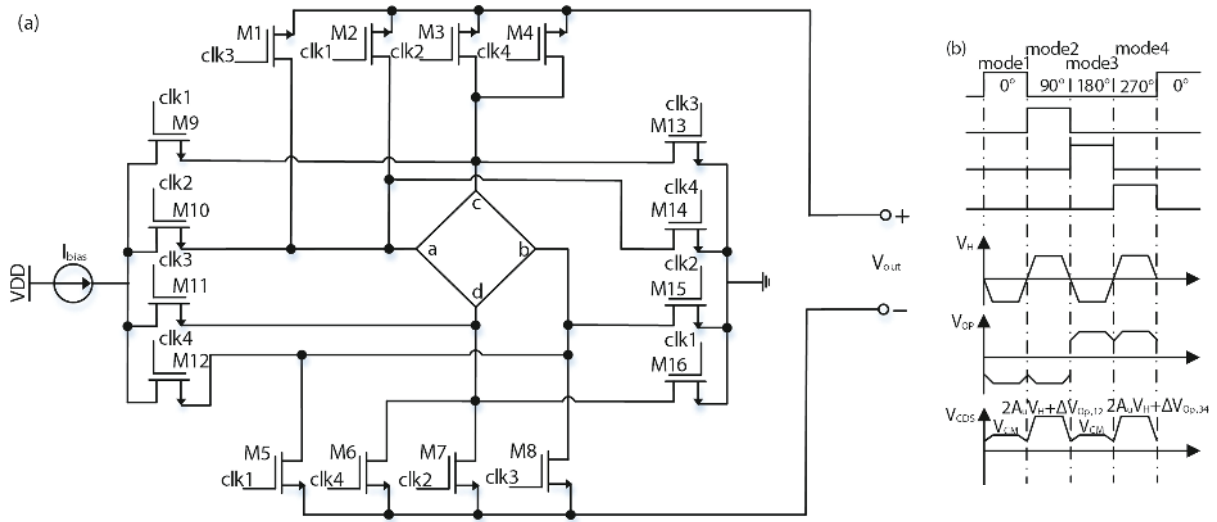 (a)
M1
clk3
M2
clk1
M3
clk2
M4
clk4
clk1
M9
clk2
M10
clk3
M11
clk4
M12
VDD
Ibias
clk3
M13
clk4
M14
clk2
M15
clk1
M16
c
a
b
d
M5
clk1
M6
clk4
M7
clk2
M8
clk3
+
Vout
−
(b)
mode1
mode2
mode3
mode4
0°
90°
180°
270°
0°
VH
VOP
VCDS
2AuVH+ΔVOp,12
2AuVH+ΔVOp,34
VCM
VCM